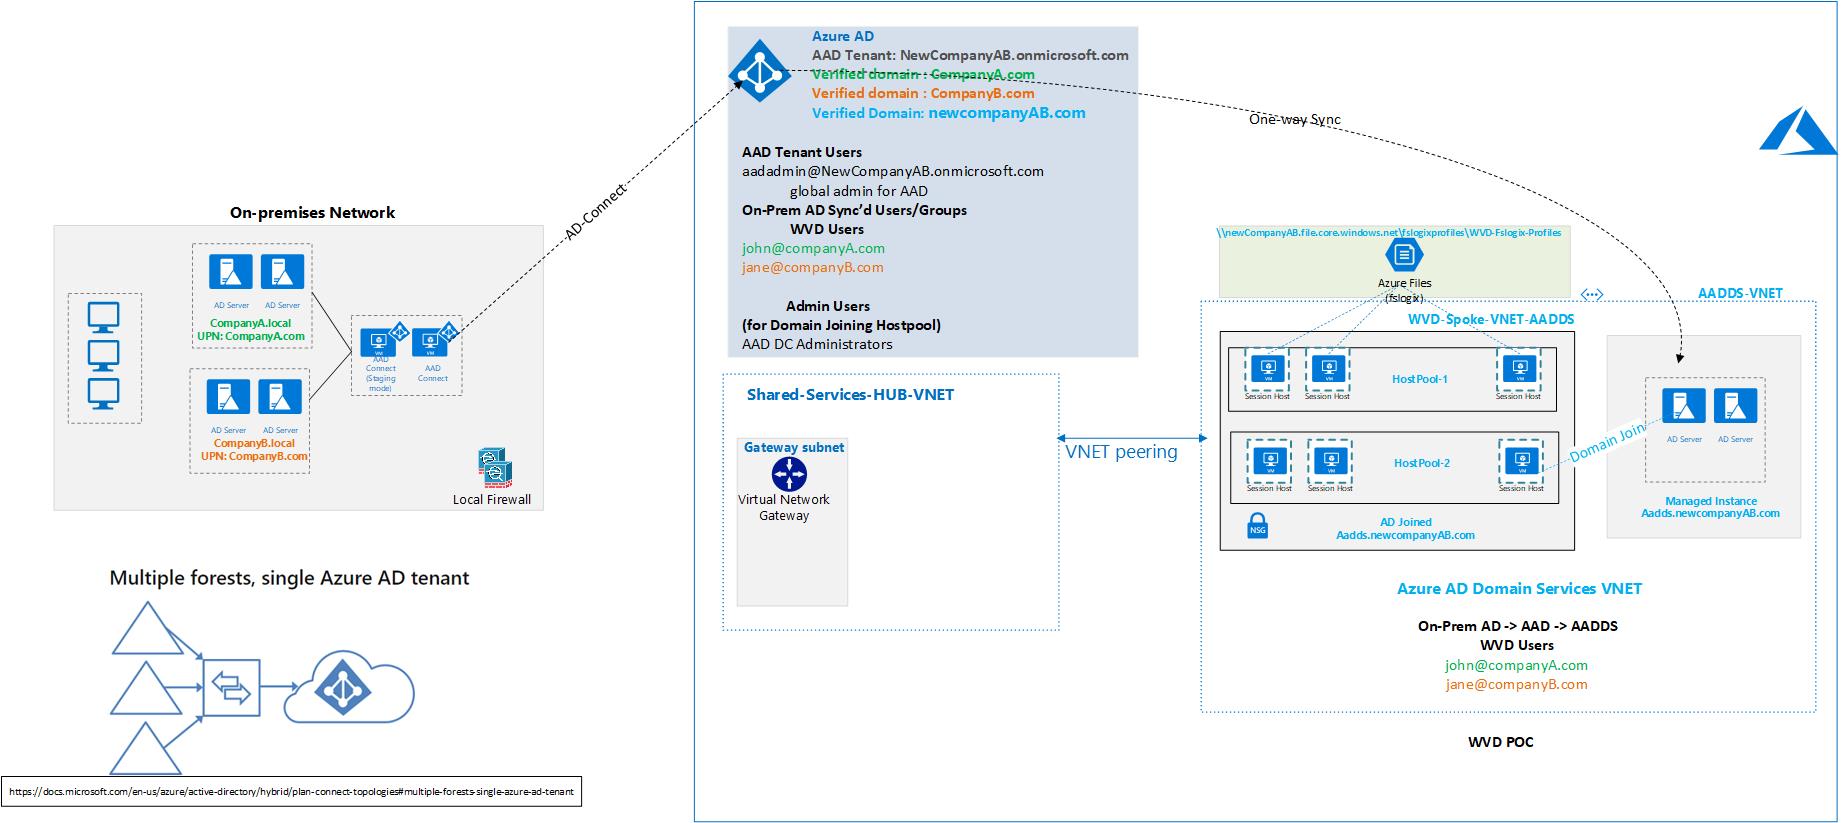 On-premises Network
AD Server
AD Server
CompanyA.local
UPN: CompanyA.com
AD Server
AD Server
CompanyB.local
UPN: CompanyB.com
VM
AAD
Connect
(Staging
mode)
VM
AAD
Connect
Local Firewall
AD-Connect
Multiple forests, single Azure AD tenant
https://docs.microsoft.com/en-us/azure/active-directory/hybrid/plan-connect-topologies#multiple-forests-single-azure-ad-tenant
Azure AD
AAD Tenant: NewCompanyAB.onmicrosoft.com
Verified domain : CompanyA.com
Verified domain : CompanyB.com
Verified Domain: newcompanyAB.com
AAD Tenant Users
aadadmin@NewCompanyAB.onmicrosoft.com
global admin for AAD
On-Prem AD Sync’d Users/Groups
WVD Users
john@companyA.com
jane@companyB.com
Admin Users
(for Domain Joining Hostpool)
AAD DC Administrators
One-way Sync
Shared-Services-HUB-VNET
Gateway subnet
Virtual Network
Gateway
VNET peering
\\newCompanyAB.file.core.windows.net\fslogixprofiles\WVD-Fslogix-Profiles
Azure Files
(fslogix)
AADDS-VNET
WVD-Spoke-VNET-AADDS
VM
VM
VM
HostPool-1
Session Host
Session Host
Session Host
VM
VM
VM
HostPool-2
Session Host
Session Host
Session Host
NSG
AD Joined
Aadds.newcompanyAB.com
Domain Join
AD Server
AD Server
Managed Instance
Aadds.newcompanyAB.com
Azure AD Domain Services VNET
On-Prem AD -> AAD -> AADDS
WVD Users
john@companyA.com
jane@companyB.com
WVD POC